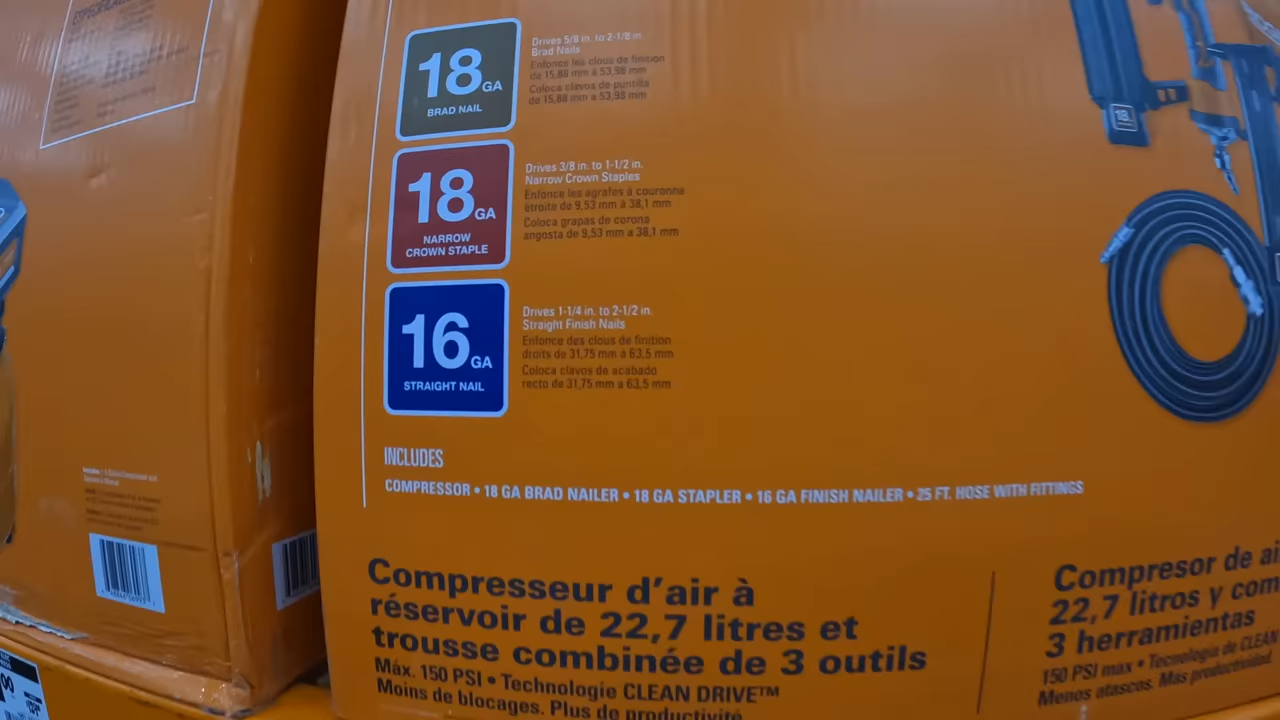 18 GA
BRAD NAIL
Drives 5/8 in. to 2-1/8 in.
Brad Nails
Enfonce les clous de finition
de 15,88 mm à 53,98 mm
Coloca clavos de puntilla
de 15,88 mm a 53,98 mm
18 GA
NARROW
CROWN STAPLE
Drives 3/8 in. to 1-1/2 in.
Narrow Crown Staples
Enfonce les agrafes à couronne
étroite de 9,53 mm à 38,1 mm
Coloca grapas de corona
angosta de 9,53 mm a 38,1 mm
16 GA
STRAIGHT NAIL
Drives 1-1/4 in. to 2-1/2 in.
Straight Finish Nails
Enfonce des clous de finition
droits de 31,75 mm à 63,5 mm
Coloca clavos de acabado
recto de 31,75 mm a 63,5 mm
18
INCLUDES
COMPRESSOR • 18 GA BRAD NAILER • 18 GA STAPLER • 16 GA FINISH NAILER • 25 FT. HOSE WITH FITTINGS
Compresseur d'air à
réservoir de 22,7 litres et
trousse combinée de 3 outils
Máx. 150 PSI • Technologie CLEAN DRIVE™
Moins de blocages. Plus de productivité
Compresor de ai
22,7 litros y com
3 herramientas
150 PSI max • Tecnología de CLEAN
Menos atascos. Más productividad.